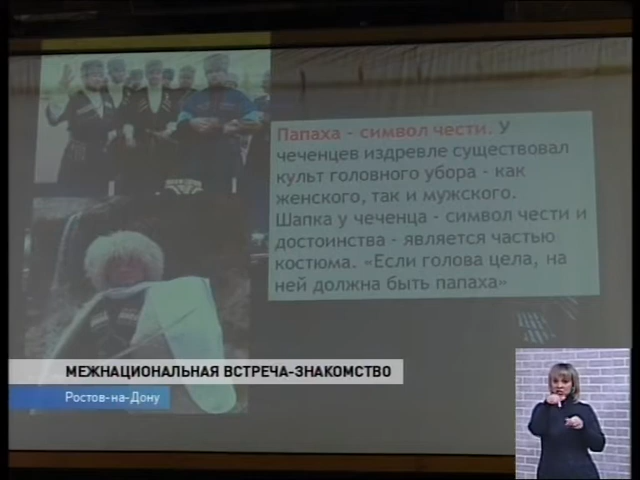 Папаха - символ чести. У
чеченцев издревле существовал
культ головного убора - как
женского, так и мужского.
Шапка у чеченца - символ чести и
достоинства - является частью
костюма. «Если голова цела, на
ней должна быть папаха»
МЕЖНАЦИОНАЛЬНАЯ ВСТРЕЧА-ЗНАКОМСТВО
Ростов-на-Дону